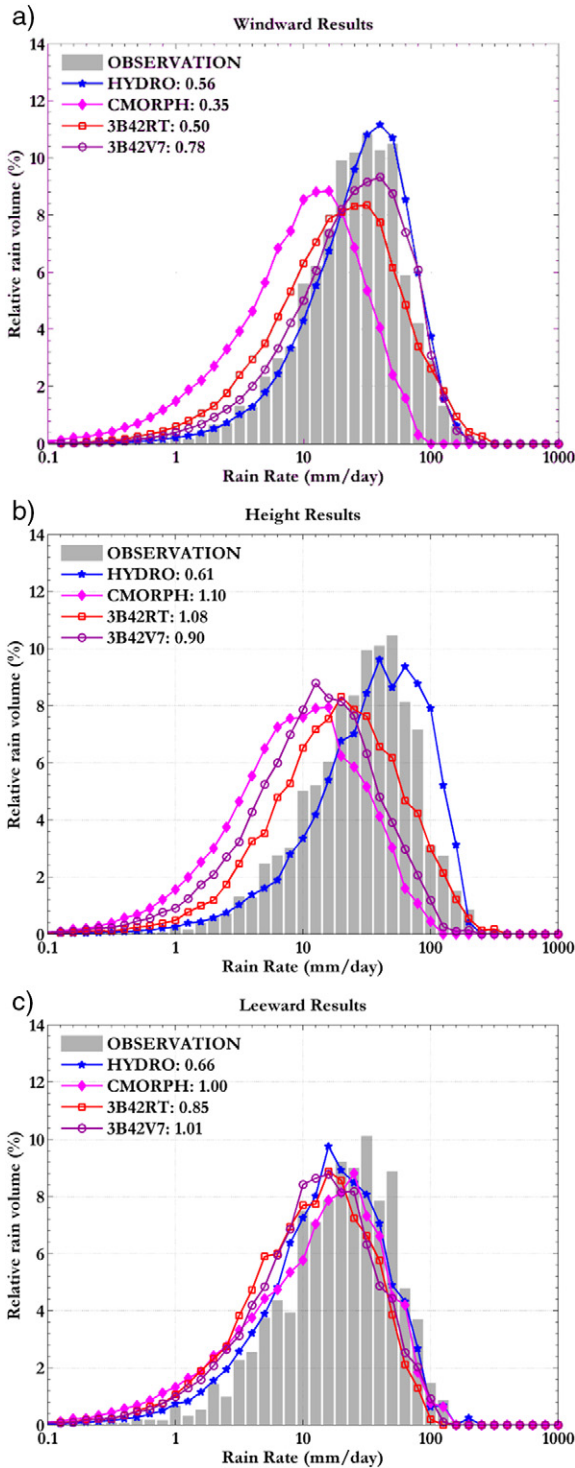 a)
Windward Results
14
12
10
8
6
4
2
0
Relative rain volume (%)
OBSERVATION
HYDRO: 0.56
CMORPH: 0.35
3B42RT: 0.50
3B42V7: 0.78
0.1 1 10 100 1000
Rain Rate (mm/day)
b)
Height Results
14
12
10
8
6
4
2
0
Relative rain volume (%)
OBSERVATION
HYDRO: 0.61
CMORPH: 1.10
3B42RT: 1.08
3B42V7: 0.90
0.1 1 10 100 1000
Rain Rate (mm/day)
c)
Leeward Results
14
12
10
8
6
4
2
0
Relative rain volume (%)
OBSERVATION
HYDRO: 0.66
CMORPH: 1.00
3B42RT: 0.85
3B42V7: 1.01
0.1 1 10 100 1000
Rain Rate (mm/day)